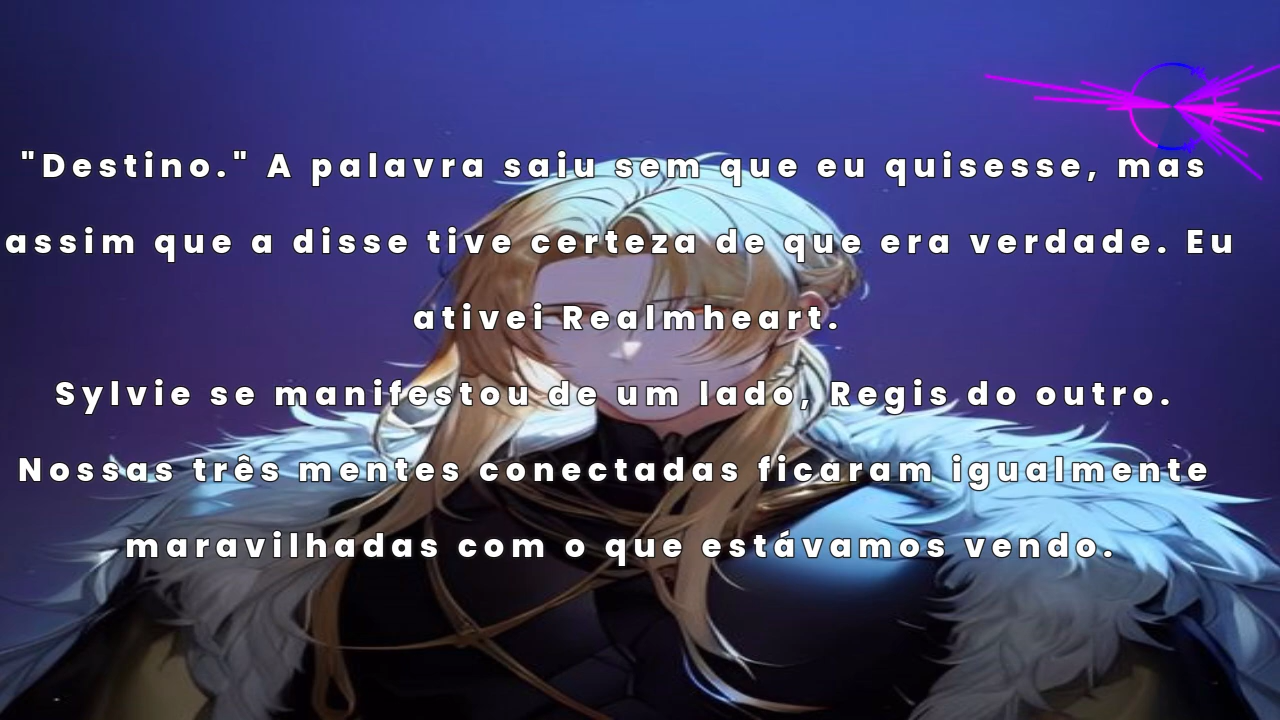 "Destino." A palavra saiu sem que eu quisesse, mas
assim que a disse tive certeza de que era verdade. Eu
ativei Realmheart.
Sylvie se manifestou de um lado, Regis do outro.
Nossas três mentes conectadas ficaram igualmente
maravilhadas com o que estávamos vendo.